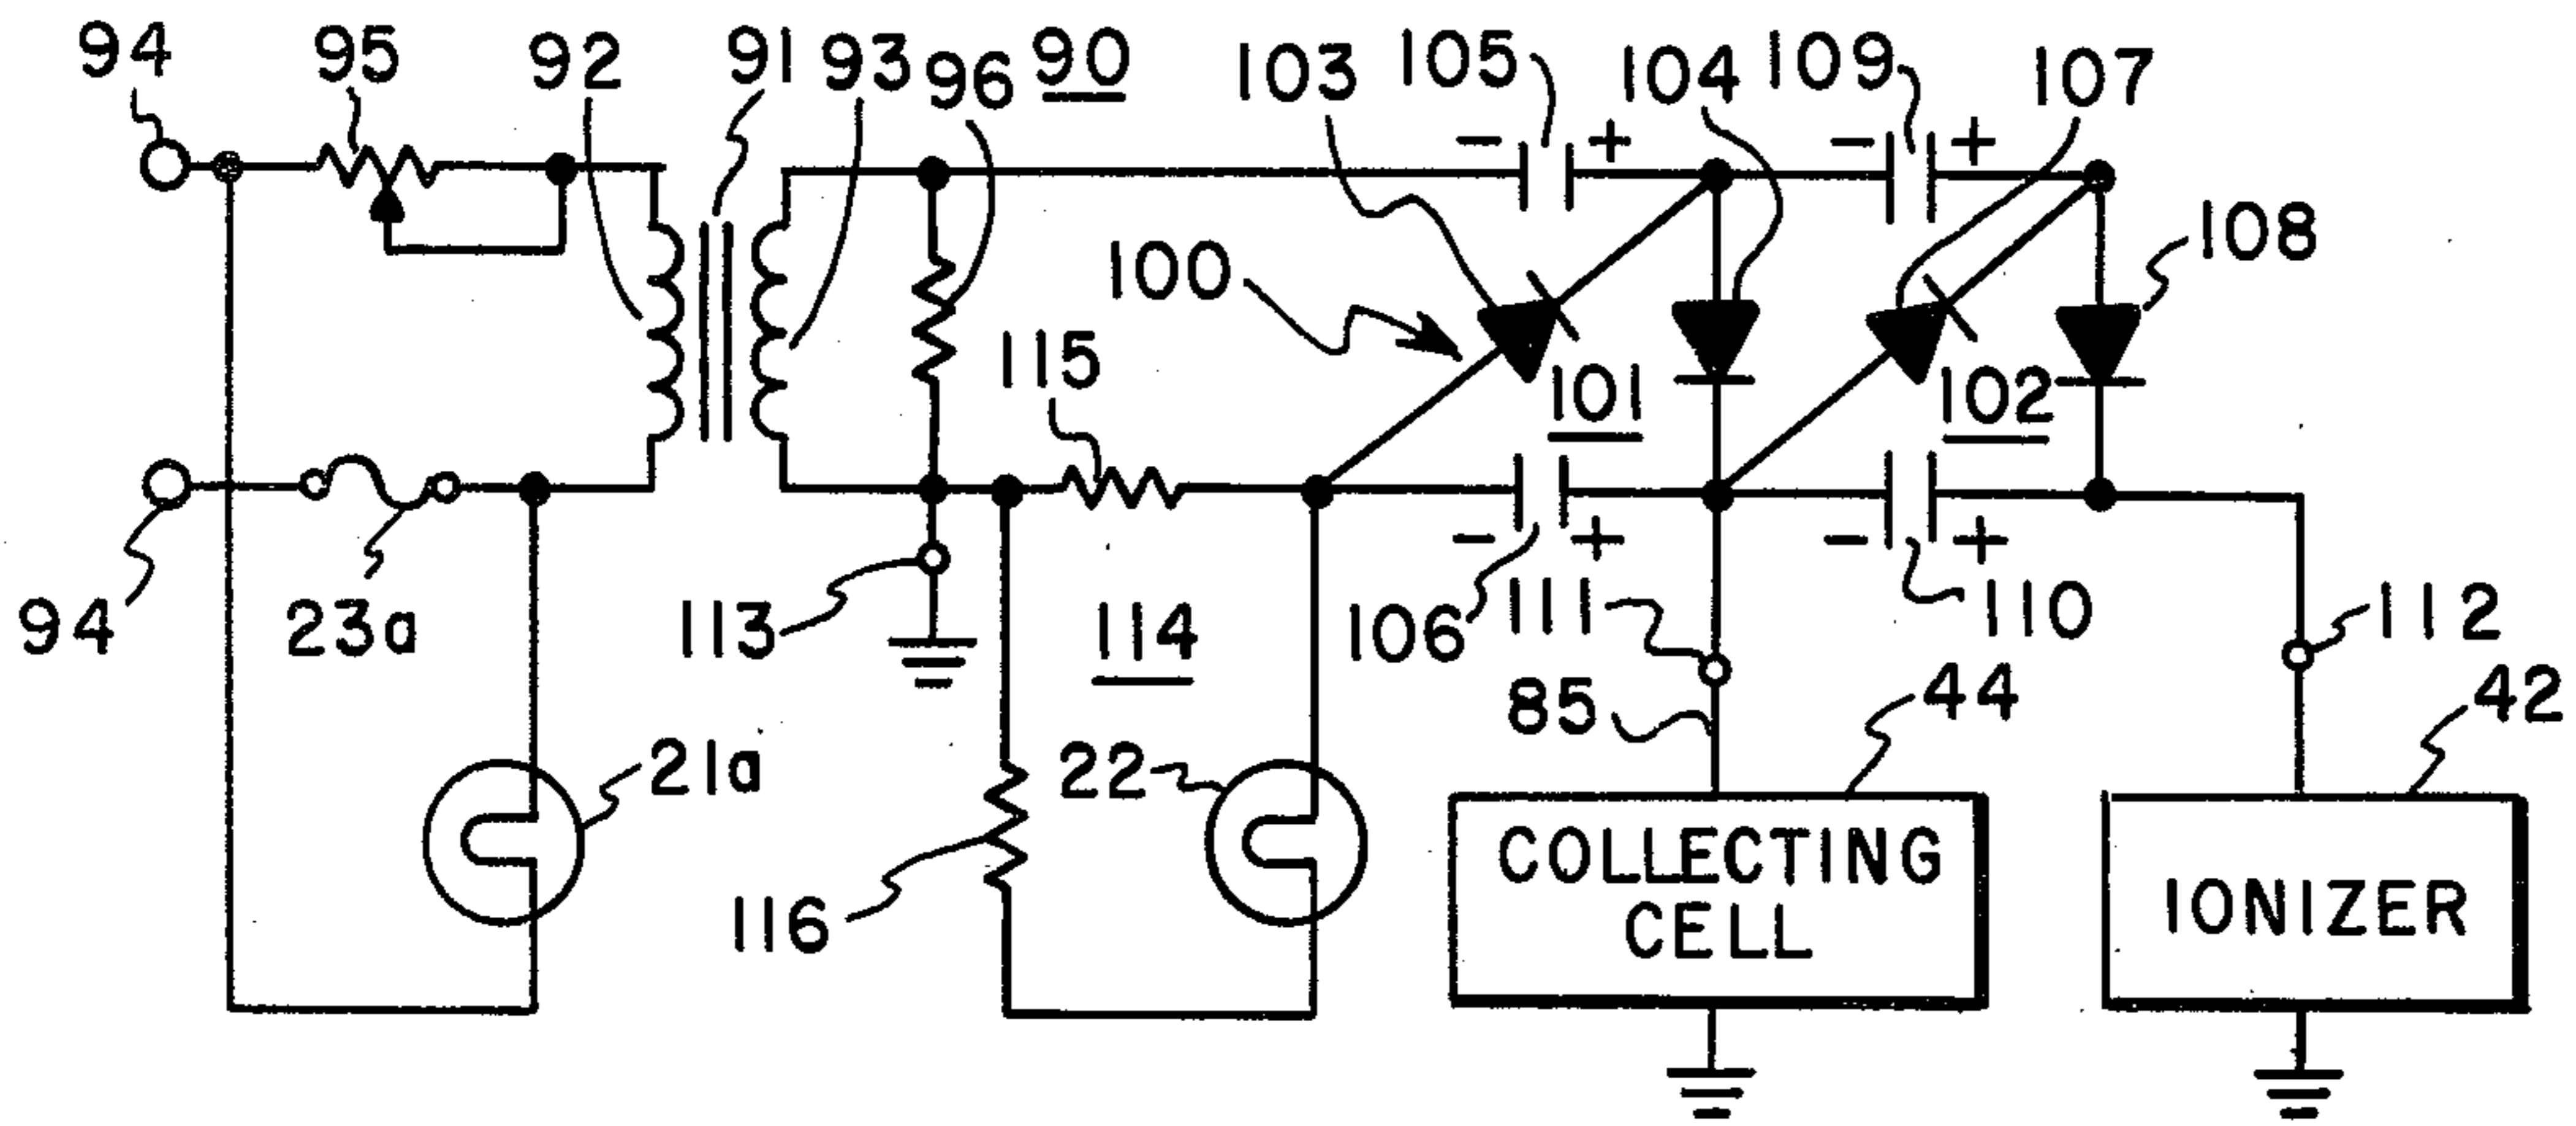 94 95 92 91 93 96 90 103 105 104 109 107
- + - +
108
100
115
101 102
- + - +
94 23a 113 114 106 111 110 112
85 44 42
21a 22
COLLECTING
CELL
IONIZER
116